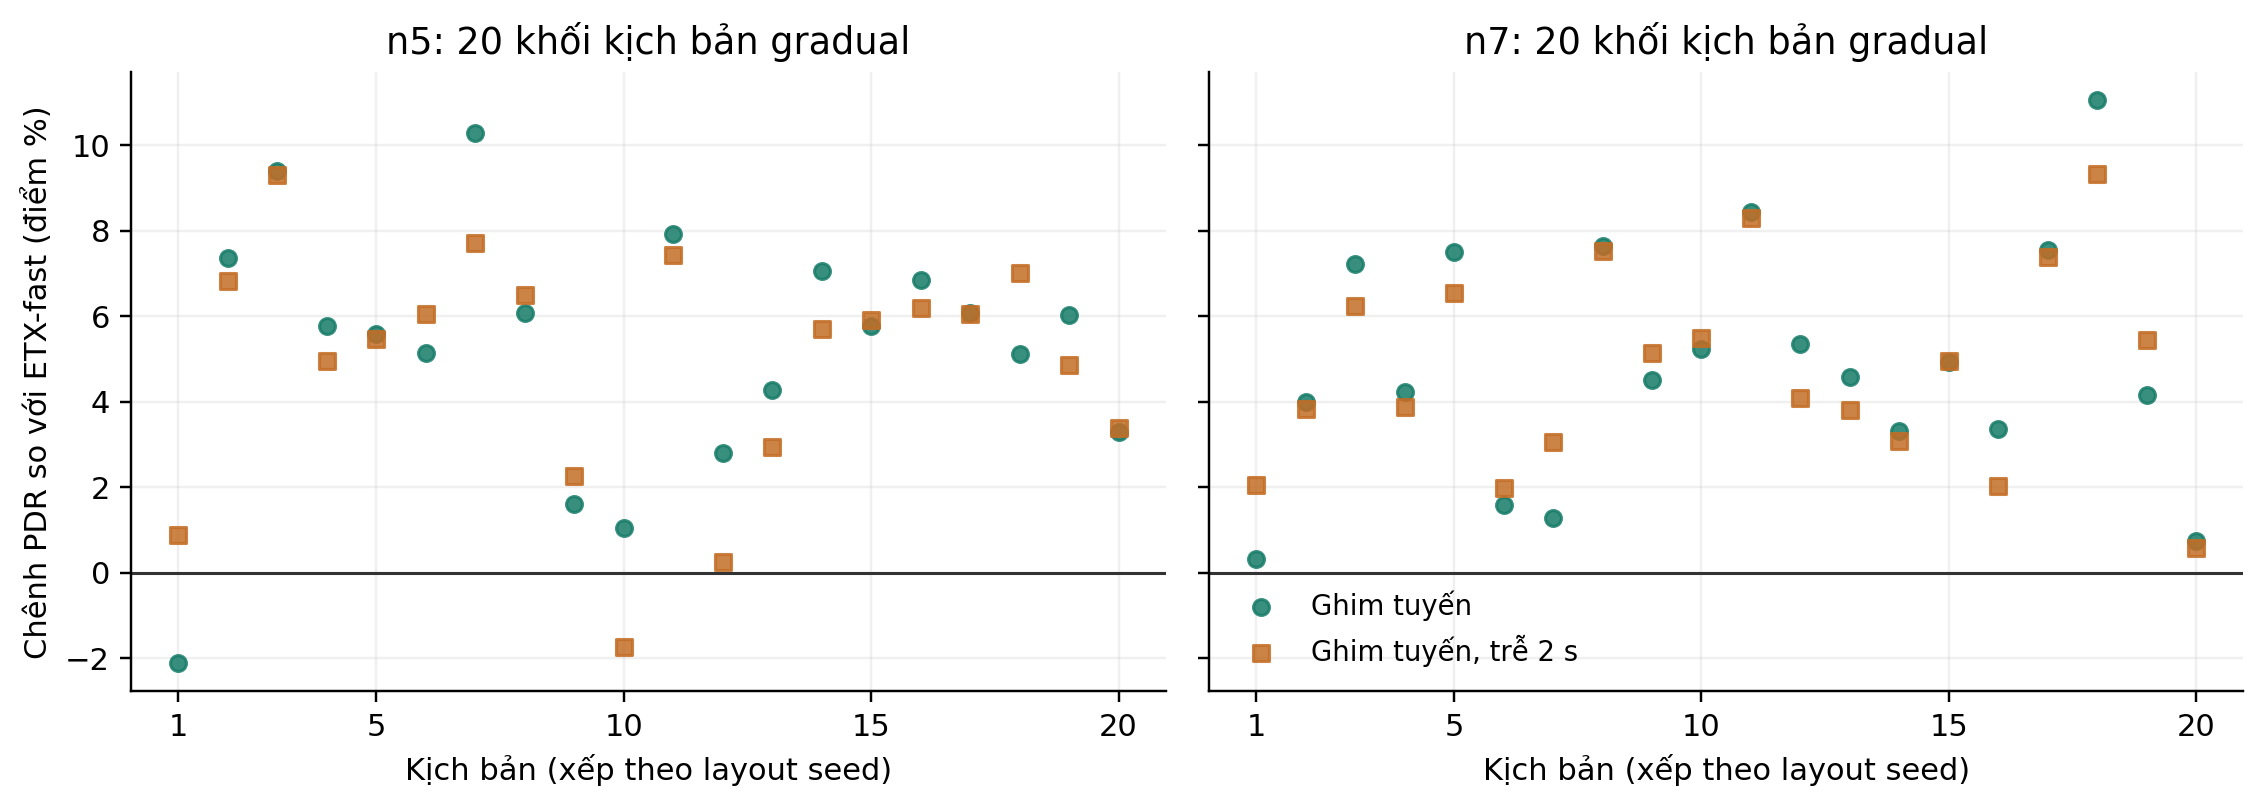 n5: 20 khối kịch bản gradual
n7: 20 khối kịch bản gradual
Chênh PDR so với ETX-fast (điểm %)
10
8
6
4
2
0
−2
1
5
10
15
20
Kịch bản (xếp theo layout seed)
Ghim tuyến
Ghim tuyến, trễ 2 s
1
5
10
15
20
Kịch bản (xếp theo layout seed)